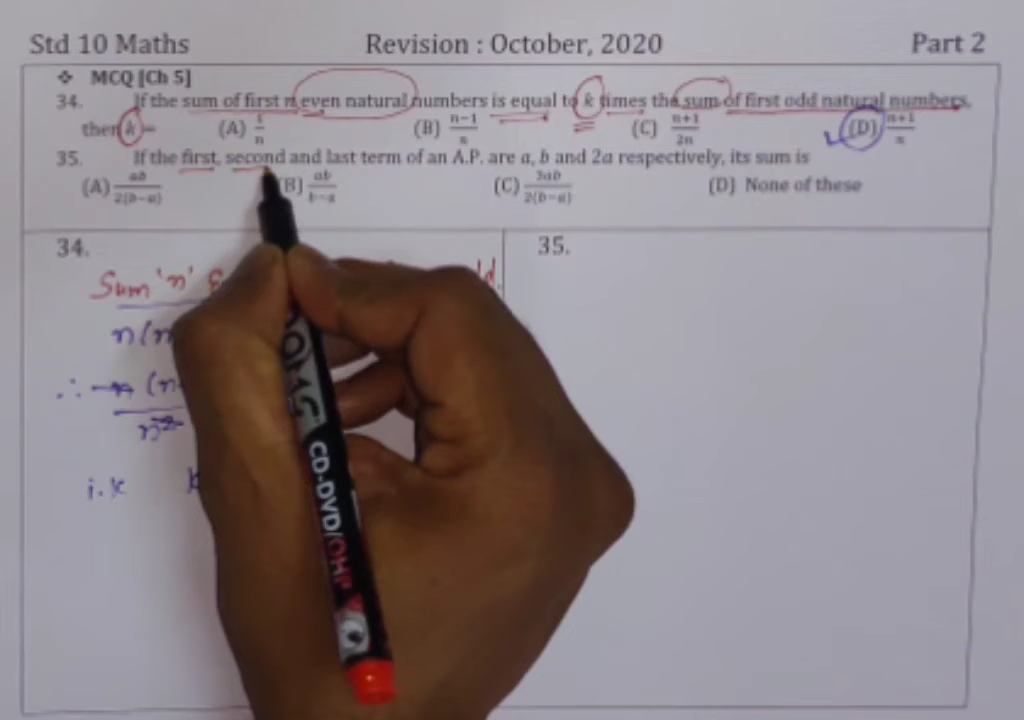 Std 10 Maths Revision : October, 2020 Part 2
❖ MCQ [Ch 5]
34. If the sum of first n even natural numbers is equal to k times the sum of first odd natural numbers,
then k = (A) 1/n (B) n−1/n (C) n+1/2n (D) n+1/n
35. If the first, second and last term of an A.P. are a, b and 2a respectively, its sum is
(A) ab/2(b−a) (B) ab/b−a (C) 3ab/2(b−a) (D) None of these
34. 35.
Sum 'n'
n(n
∴ n (n
n²
i.k
CD-DVD/OHP